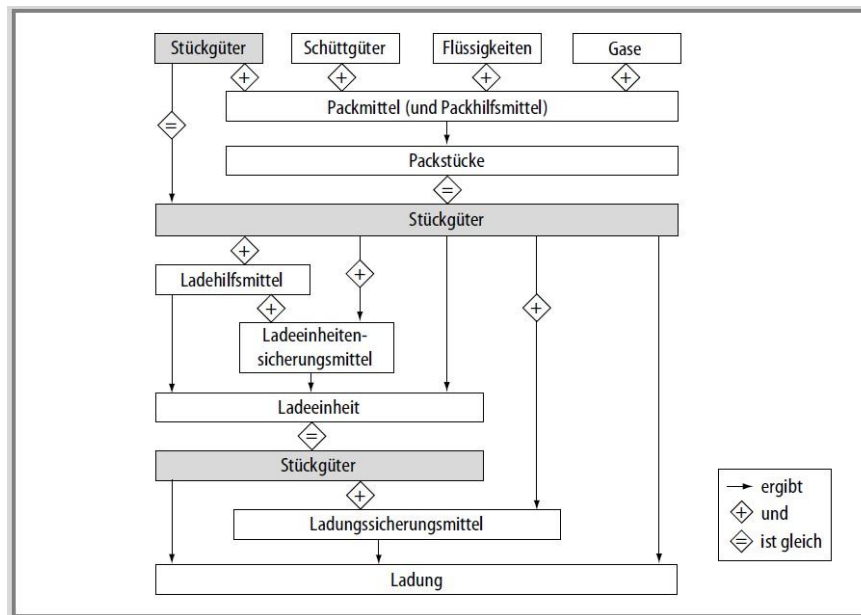 Stückgüter
Schüttgüter
Flüssigkeiten
Gase
+
+
+
+
Packmittel (und Packhilfsmittel)
=
Packstücke
=
Stückgüter
+
+
Ladehilfsmittel
+
+
Ladeeinheiten-
sicherungsmittel
Ladeeinheit
=
Stückgüter
+
Ladungssicherungsmittel
Ladung
ergibt
+ und
= ist gleich